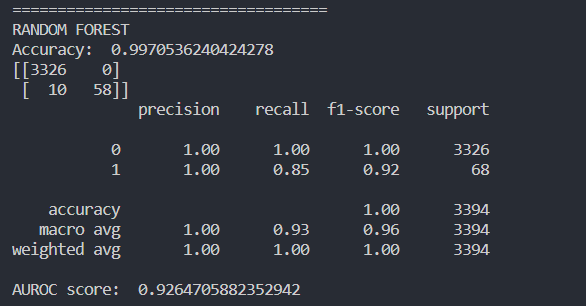 ===================================
RANDOM FOREST
Accuracy:  0.9970536240424278
[[3326    0]
 [  10   58]]
              precision    recall  f1-score   support

           0       1.00      1.00      1.00      3326
           1       1.00      0.85      0.92        68

    accuracy                           1.00      3394
   macro avg       1.00      0.93      0.96      3394
weighted avg       1.00      1.00      1.00      3394

AUROC score:  0.9264705882352942